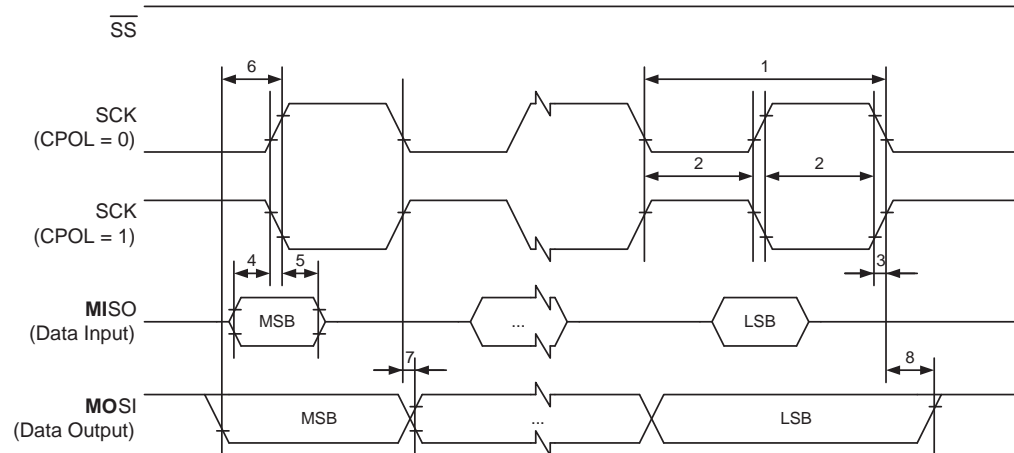 SS
6
1
SCK
(CPOL = 0)
2
2
SCK
(CPOL = 1)
4
5
3
MISO
(Data Input)
MSB
...
LSB
7
8
MOSI
(Data Output)
MSB
...
LSB